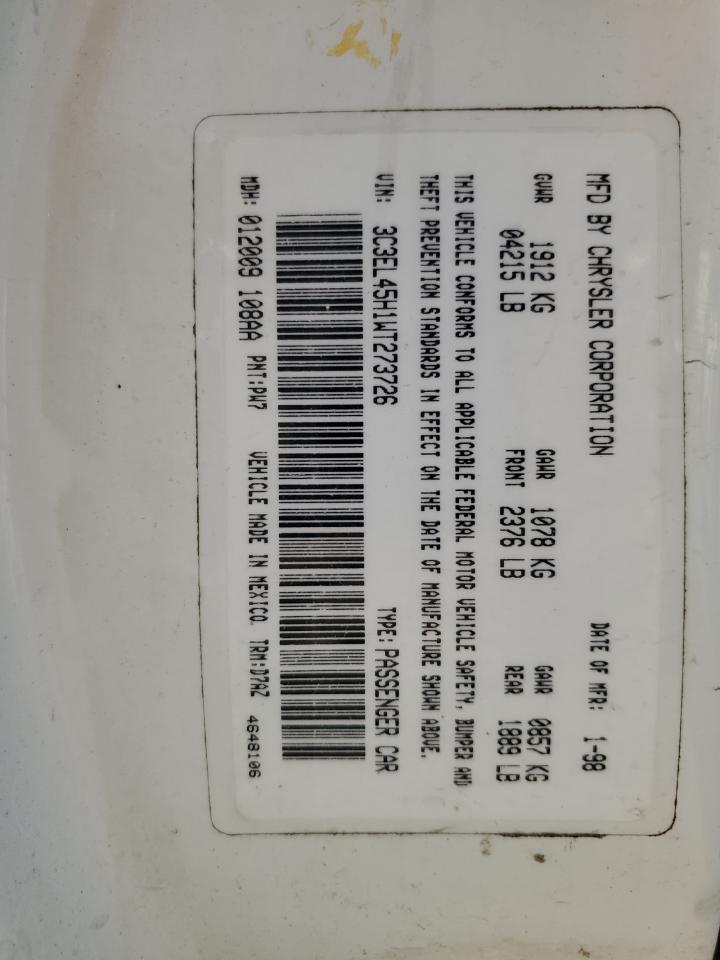 MFD BY CHRYSLER CORPORATION DATE OF MFR: 1-98
GVWR 1912 KG GAWR 1078 KG GAWR 0857 KG
04215 LB FRONT 2376 LB REAR 1889 LB
THIS VEHICLE CONFORMS TO ALL APPLICABLE FEDERAL MOTOR VEHICLE SAFETY, BUMPER AND
THEFT PREVENTION STANDARDS IN EFFECT ON THE DATE OF MANUFACTURE SHOWN ABOVE.
VIN: 3C3EL45H1WT273726 TYPE: PASSENGER CAR
MDH: 012009 108AA PNT:PW7 VEHICLE MADE IN MEXICO TRM:D7AZ 4648106